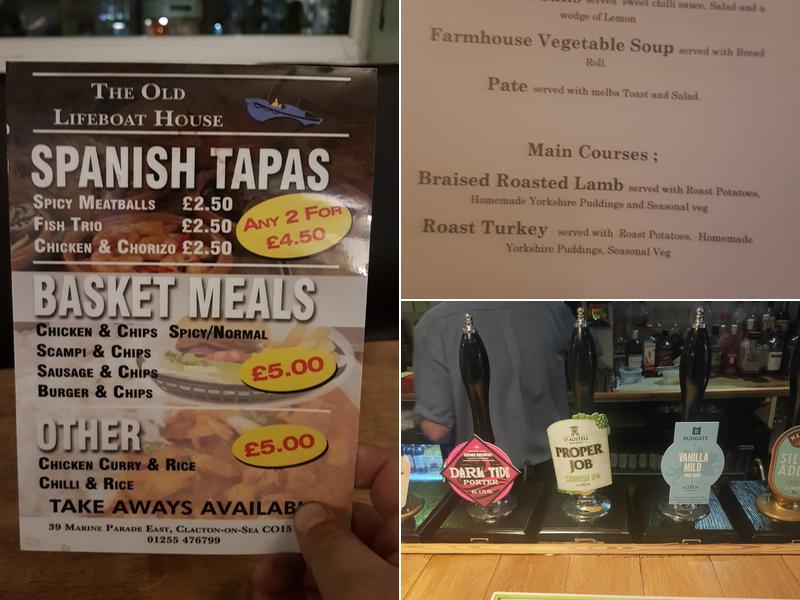 THE OLD
LIFEBOAT HOUSE
SPANISH TAPAS
SPICY MEATBALLS £2.50
FISH TRIO £2.50
CHICKEN & CHORIZO £2.50
ANY 2 FOR
£4.50
BASKET MEALS
CHICKEN & CHIPS SPICY/NORMAL
SCAMPI & CHIPS
SAUSAGE & CHIPS
BURGER & CHIPS
£5.00
OTHER
£5.00
CHICKEN CURRY & RICE
CHILLI & RICE
TAKE AWAYS AVAILAB
39 MARINE PARADE EAST, CLACTON-ON-SEA CO15
01255 476799
served sweet chilli sauce, Salad and a
wedge of Lemon
Farmhouse Vegetable Soup served with Bread
Roll.
Pate served with melba Toast and Salad.
Main Courses ;
Braised Roasted Lamb served with Roast Potatoes,
Homemade Yorkshire Puddings and Seasonal veg
Roast Turkey served with Roast Potatoes, Homemade
Yorkshire Puddings, Seasonal Veg
DARK TIDE
PORTER
ST AUSTELL
PROPER
JOB
CORNISH IPA
RUDGATE
VANILLA
MILD